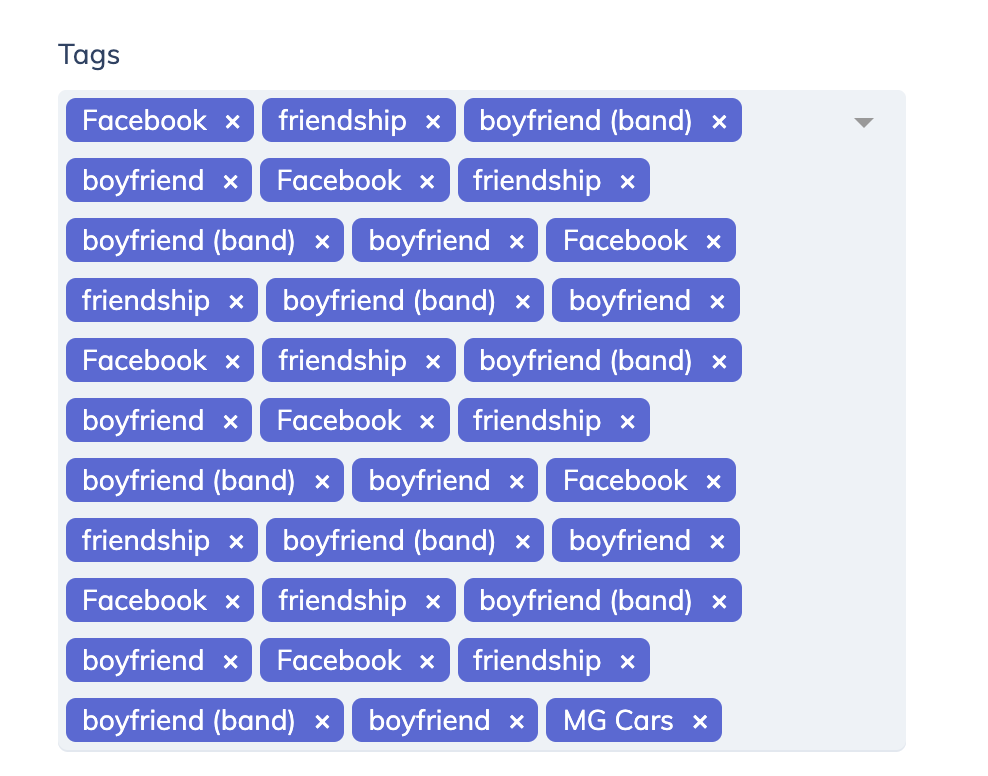 Tags
Facebook × friendship × boyfriend (band) ×
boyfriend × Facebook × friendship ×
boyfriend (band) × boyfriend × Facebook ×
friendship × boyfriend (band) × boyfriend ×
Facebook × friendship × boyfriend (band) ×
boyfriend × Facebook × friendship ×
boyfriend (band) × boyfriend × Facebook ×
friendship × boyfriend (band) × boyfriend ×
Facebook × friendship × boyfriend (band) ×
boyfriend × Facebook × friendship ×
boyfriend (band) × boyfriend × MG Cars ×